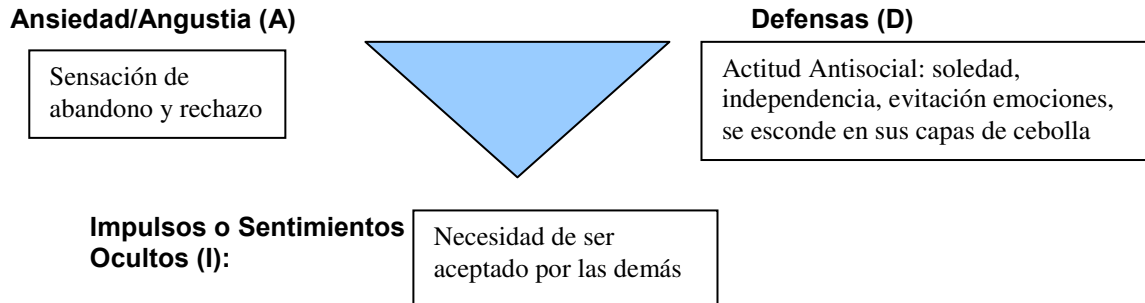 Ansiedad/Angustia (A)
Defensas (D)
Sensación de
abandono y rechazo
Actitud Antisocial: soledad,
independencia, evitación emociones,
se esconde en sus capas de cebolla
Impulsos o Sentimientos
Ocultos (I):
Necesidad de ser
aceptado por las demás